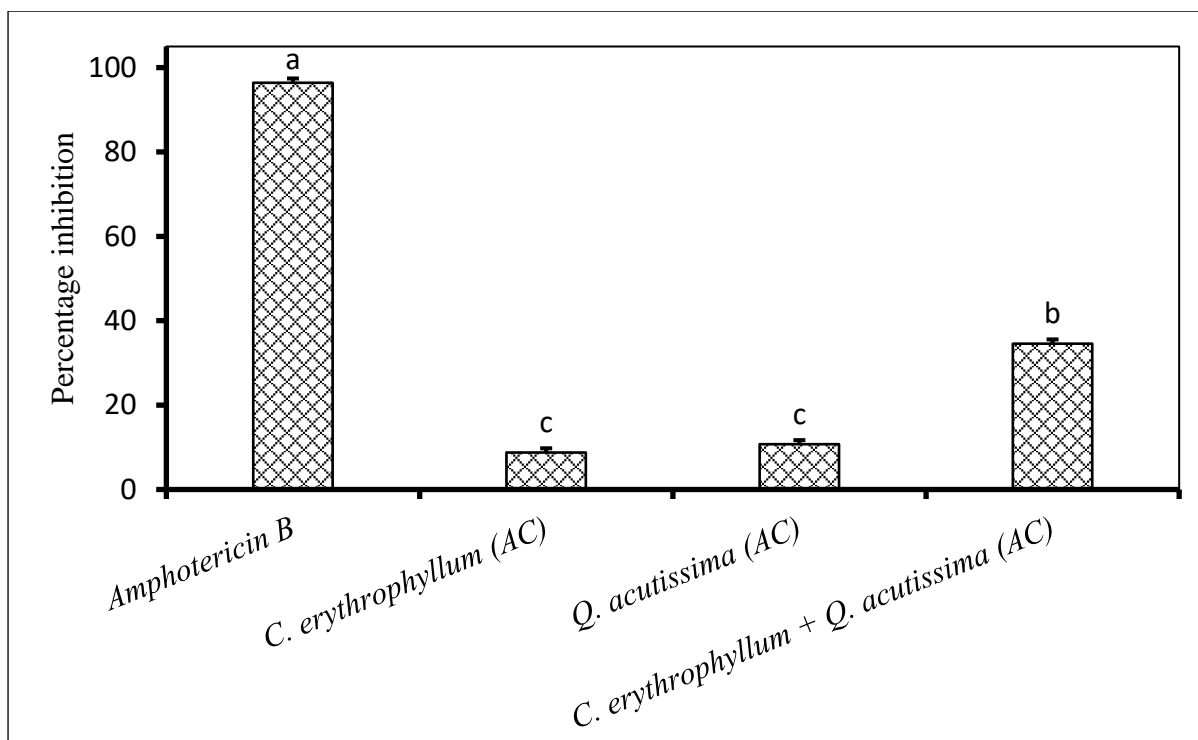 Percentage inhibition
100
80
60
40
20
0
a
c
c
b
Amphotericin B
C. erythrophyllum (AC)
Q. acutissima (AC)
C. erythrophyllum + Q. acutissima (AC)